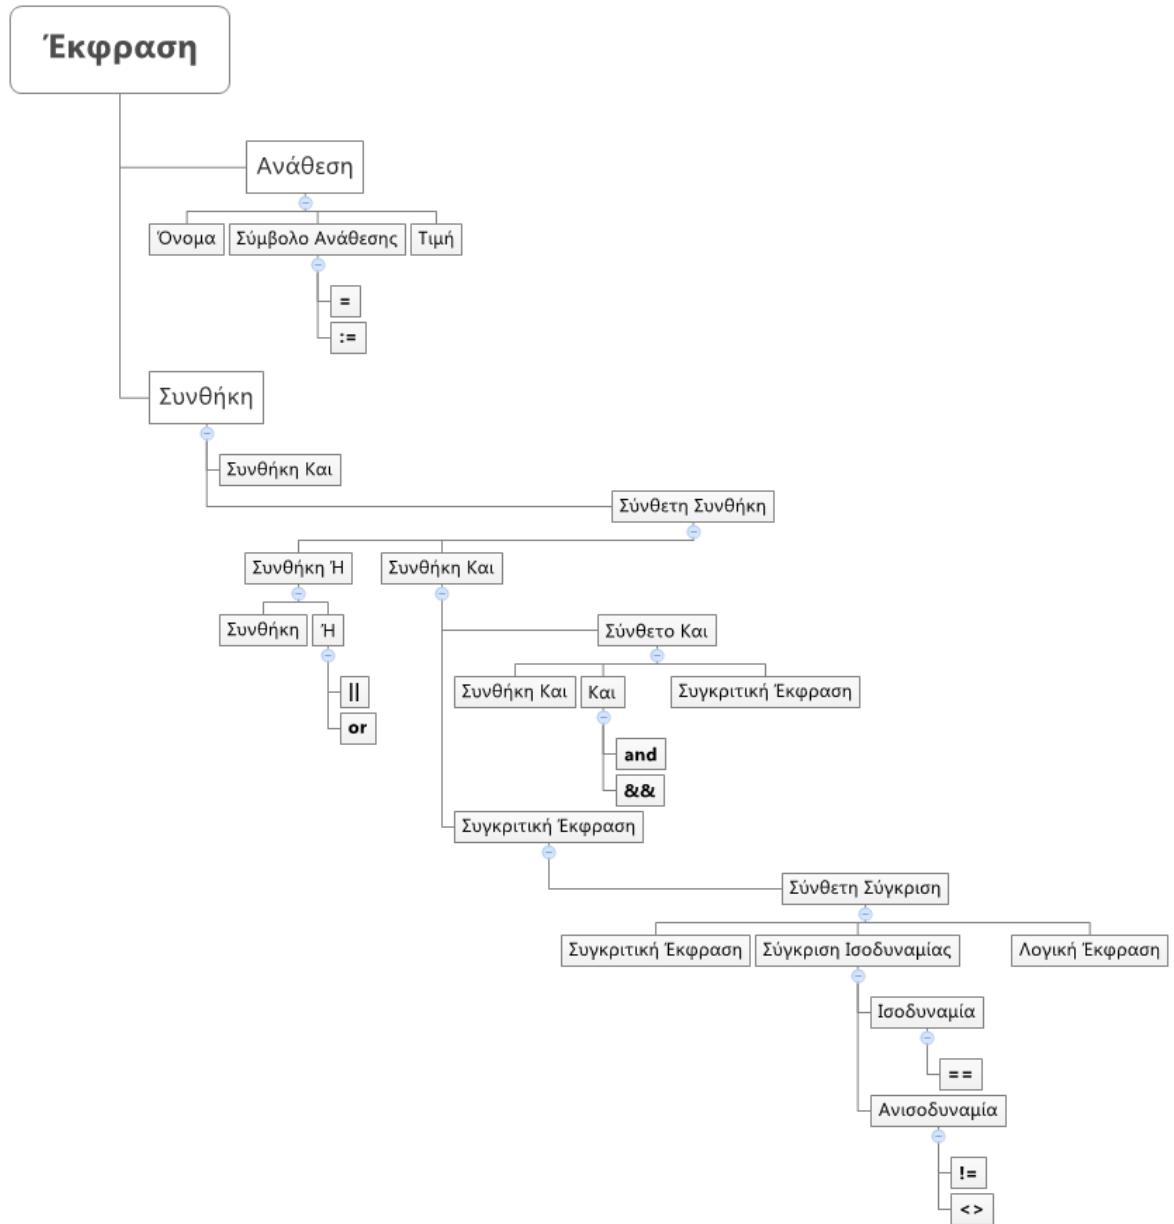 Έκφραση
Ανάθεση
Όνομα
Σύμβολο Ανάθεσης
Τιμή
=
:=
Συνθήκη
Συνθήκη Και
Σύνθετη Συνθήκη
Συνθήκη Ή
Συνθήκη Και
Συνθήκη
Ή
Σύνθετο Και
||
or
Συνθήκη Και
Και
Συγκριτική Έκφραση
and
&&
Συγκριτική Έκφραση
Σύνθετη Σύγκριση
Συγκριτική Έκφραση
Σύγκριση Ισοδυναμίας
Λογική Έκφραση
Ισοδυναμία
==
Ανισοδυναμία
!=
<>